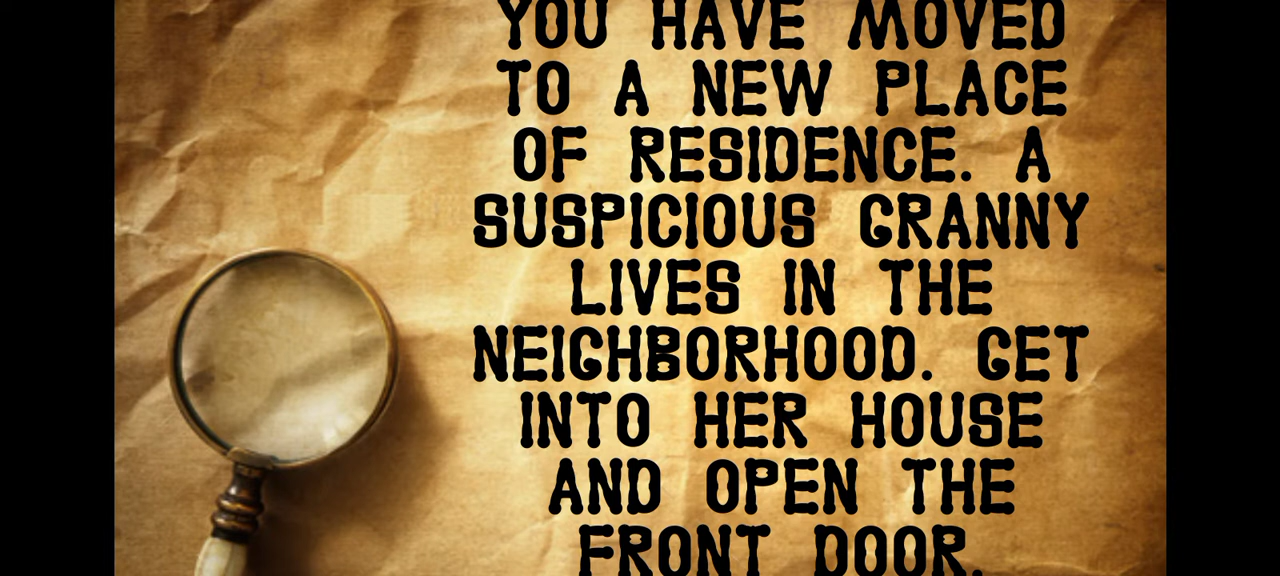 YOU HAVE MOVED
TO A NEW PLACE
OF RESIDENCE. A
SUSPICIOUS GRANNY
LIVES IN THE
NEIGHBORHOOD. GET
INTO HER HOUSE
AND OPEN THE
FRONT DOOR.